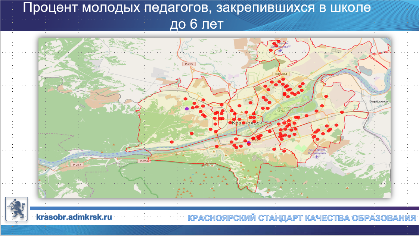 Процент молодых педагогов, закрепившихся в школе
до 6 лет
krasobr.admkrsk.ru
КРАСНОЯРСКИЙ СТАНДАРТ КАЧЕСТВА ОБРАЗОВАНИЯ